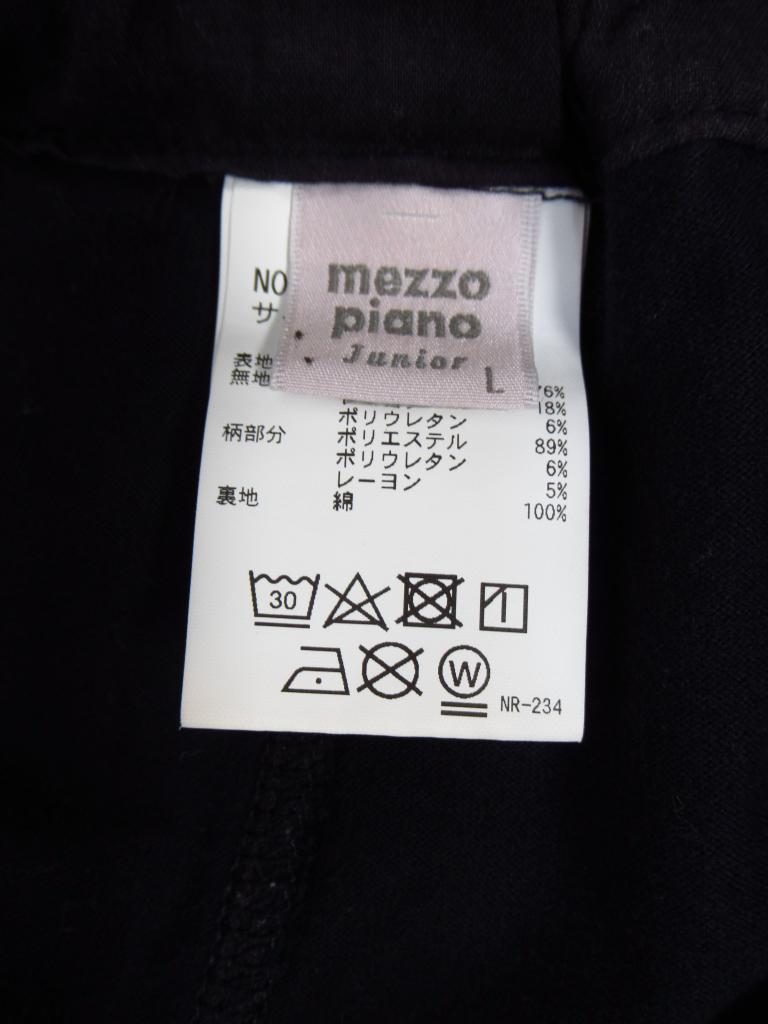 mezzo
piano
Junior
L
NO
サ
表地
無地 76%
18%
ポリウレタン 6%
柄部分 ポリエステル 89%
ポリウレタン 6%
レーヨン 5%
裏地 綿 100%
30
W
NR-234